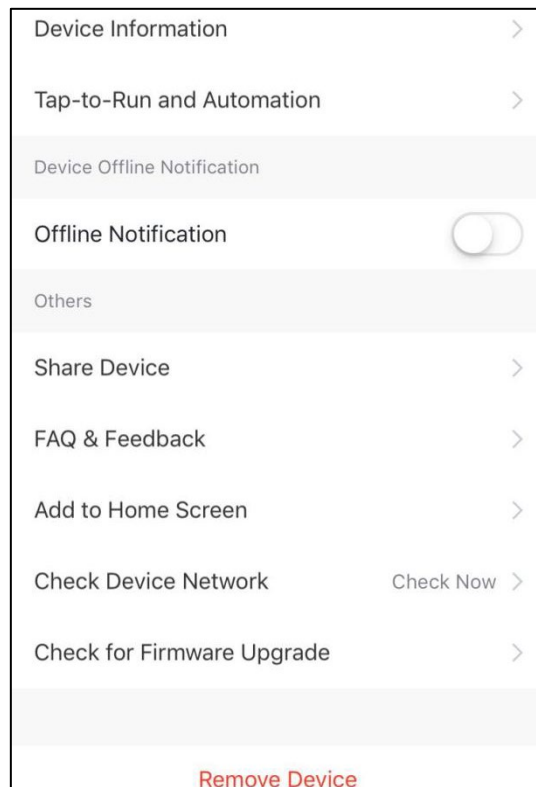 Device Information
Tap-to-Run and Automation
Device Offline Notification
Offline Notification
Others
Share Device
FAQ & Feedback
Add to Home Screen
Check Device Network Check Now
Check for Firmware Upgrade
Remove Device